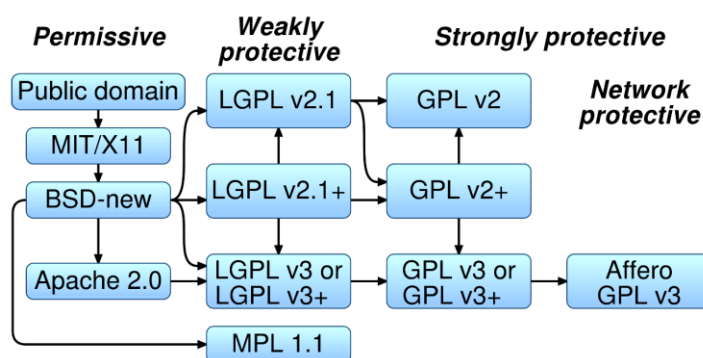 Permissive
Weakly
protective
Strongly protective
Network
protective
Public domain
MIT/X11
BSD-new
Apache 2.0
LGPL v2.1
LGPL v2.1+
LGPL v3 or
LGPL v3+
MPL 1.1
GPL v2
GPL v2+
GPL v3 or
GPL v3+
Affero
GPL v3